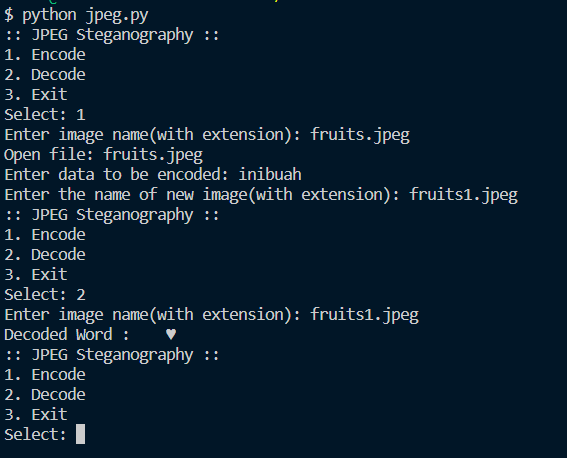 $ python jpeg.py
:: JPEG Steganography ::
1. Encode
2. Decode
3. Exit
Select: 1
Enter image name(with extension): fruits.jpeg
Open file: fruits.jpeg
Enter data to be encoded: inibuah
Enter the name of new image(with extension): fruits1.jpeg
:: JPEG Steganography ::
1. Encode
2. Decode
3. Exit
Select: 2
Enter image name(with extension): fruits1.jpeg
Decoded Word :    ♥
:: JPEG Steganography ::
1. Encode
2. Decode
3. Exit
Select: